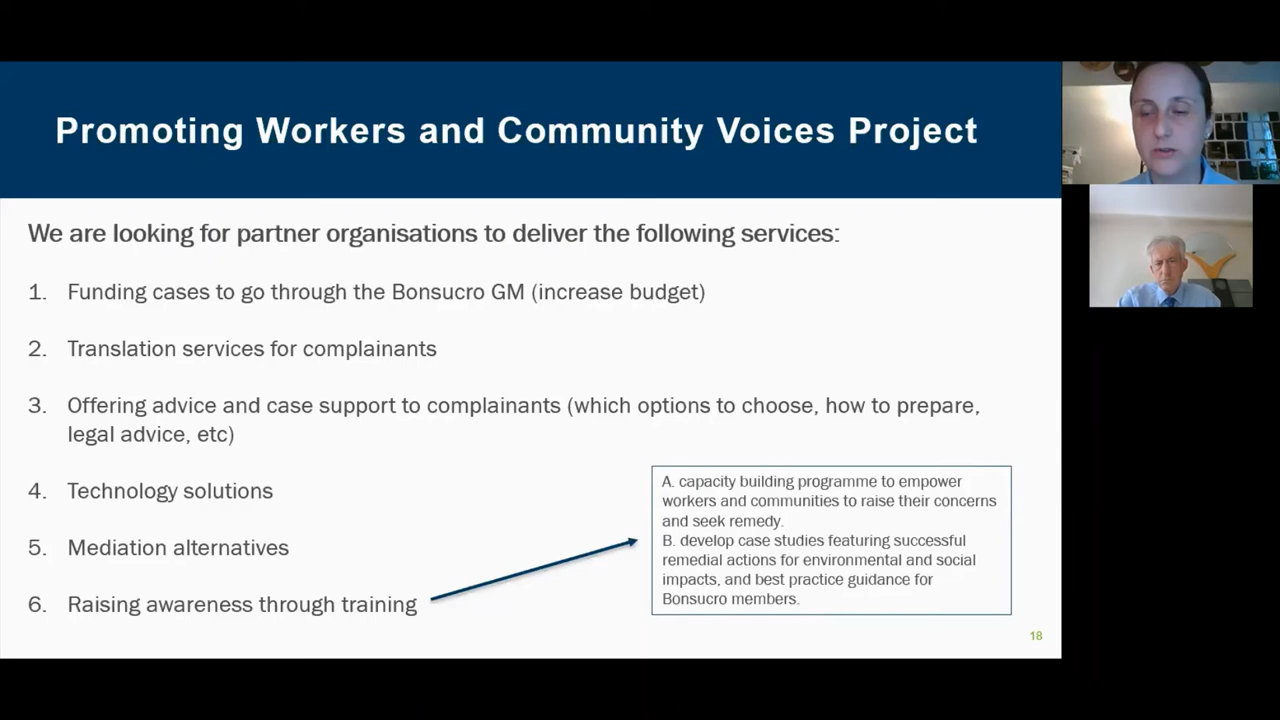 Promoting Workers and Community Voices Project
We are looking for partner organisations to deliver the following services:
1. Funding cases to go through the Bonsucro GM (increase budget)
2. Translation services for complainants
3. Offering advice and case support to complainants (which options to choose, how to prepare,
legal advice, etc)
4. Technology solutions
5. Mediation alternatives
6. Raising awareness through training
A. capacity building programme to empower
workers and communities to raise their concerns
and seek remedy.
B. develop case studies featuring successful
remedial actions for environmental and social
impacts, and best practice guidance for
Bonsucro members.
18